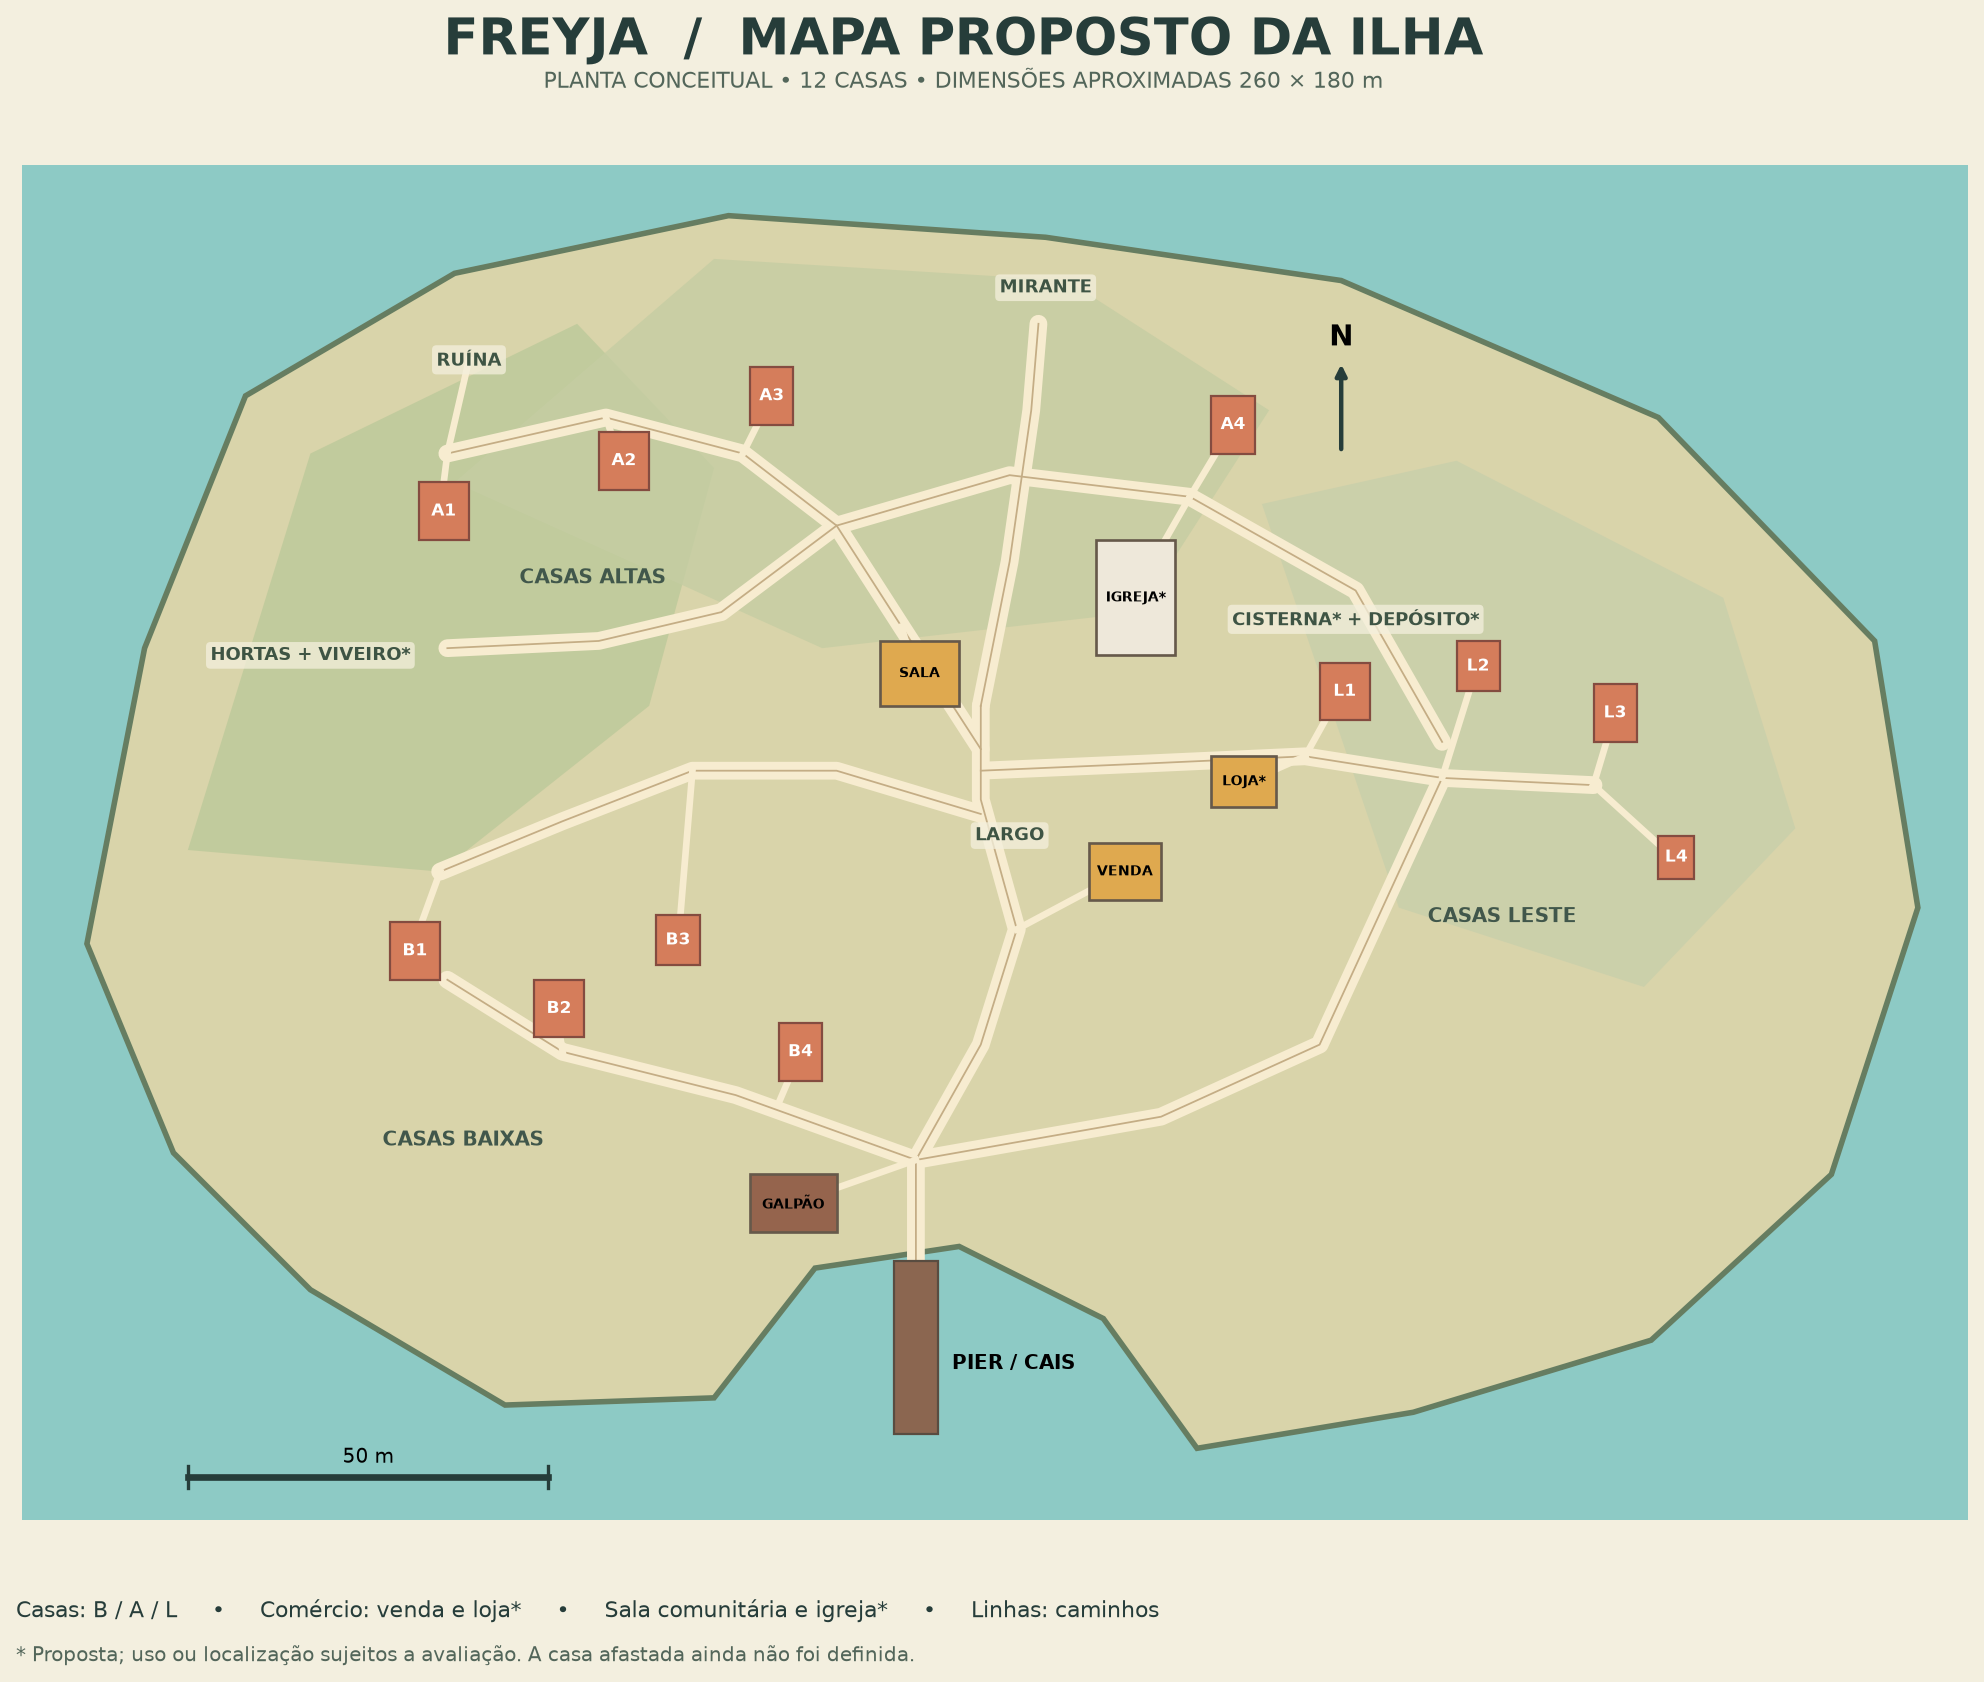 FREYJA / MAPA PROPOSTO DA ILHA
PLANTA CONCEITUAL • 12 CASAS • DIMENSÕES APROXIMADAS 260 × 180 m
MIRANTE
N
RUÍNA
A3
A4
A2
A1
CASAS ALTAS
IGREJA*
CISTERNA* + DEPÓSITO*
HORTAS + VIVEIRO*
SALA
L2
L1
L3
LOJA*
LARGO
VENDA
L4
CASAS LESTE
B3
B1
B2
B4
CASAS BAIXAS
GALPÃO
PIER / CAIS
50 m
Casas: B / A / L • Comércio: venda e loja* • Sala comunitária e igreja* • Linhas: caminhos
* Proposta; uso ou localização sujeitos a avaliação. A casa afastada ainda não foi definida.